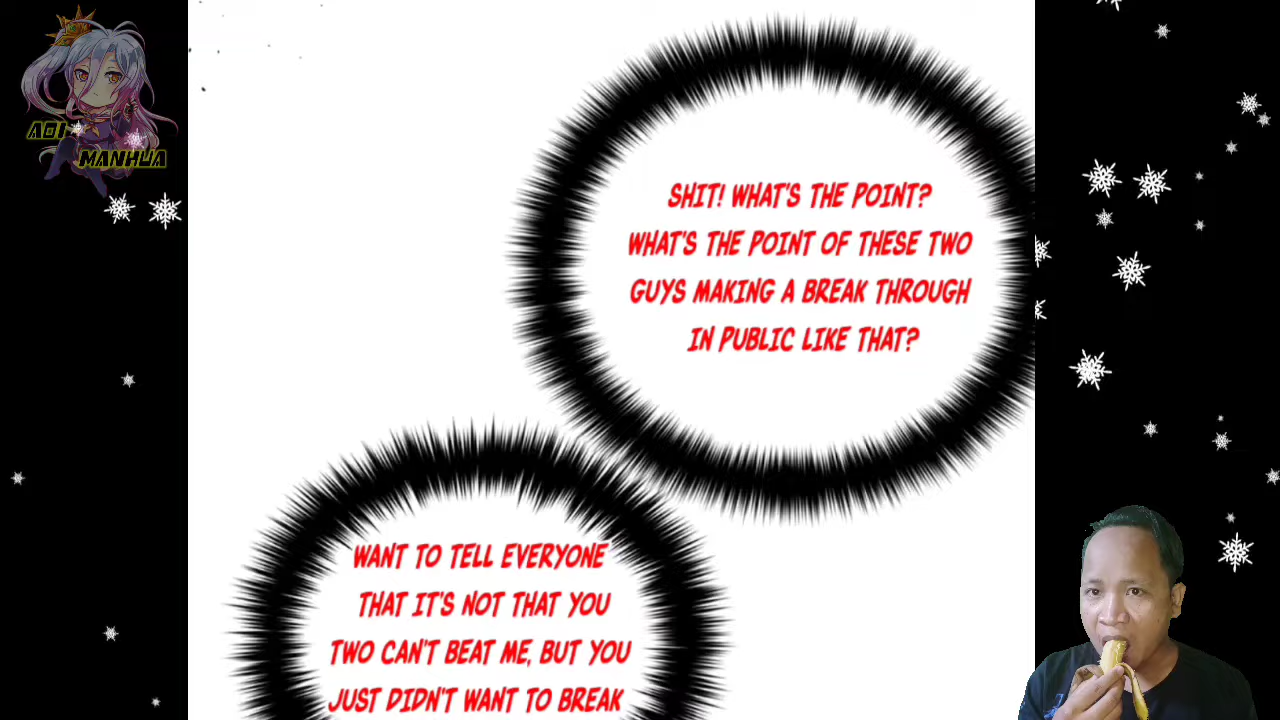 AOI
MANHUA
SHIT! WHAT'S THE POINT?
WHAT'S THE POINT OF THESE TWO
GUYS MAKING A BREAK THROUGH
IN PUBLIC LIKE THAT?
WANT TO TELL EVERYONE
THAT IT'S NOT THAT YOU
TWO CAN'T BEAT ME, BUT YOU
JUST DIDN'T WANT TO BREAK